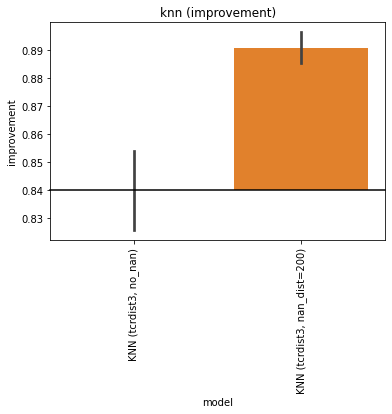 knn (improvement)
improvement
0.89
0.88
0.87
0.86
0.85
0.84
0.83
KNN (tcrdist3, no_nan)
KNN (tcrdist3, nan_dist=200)
model